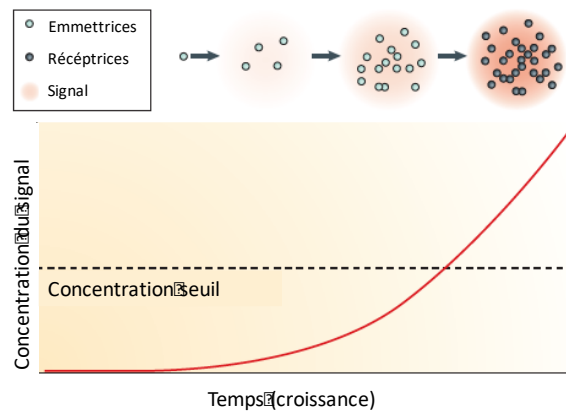 Emmettrices
Récéptrices
Signal
Concentration du signal
Concentration seuil
Temps (croissance)